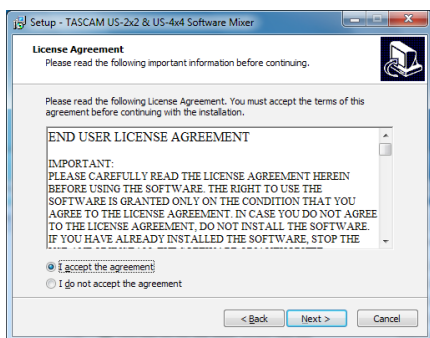 Setup - TASCAM US-2x2 & US-4x4 Software Mixer
License Agreement
Please read the following important information before continuing.
Please read the following License Agreement. You must accept the terms of this
agreement before continuing with the installation.
END USER LICENSE AGREEMENT
IMPORTANT:
PLEASE CAREFULLY READ THE LICENSE AGREEMENT HEREIN
BEFORE USING THE SOFTWARE. THE RIGHT TO USE THE
SOFTWARE IS GRANTED ONLY ON THE CONDITION THAT YOU
AGREE TO THE LICENSE AGREEMENT. IN CASE YOU DO NOT AGREE
TO THE LICENSE AGREEMENT, DO NOT INSTALL THE SOFTWARE.
IF YOU HAVE ALREADY INSTALLED THE SOFTWARE, STOP THE
I accept the agreement
I do not accept the agreement
< Back Next > Cancel